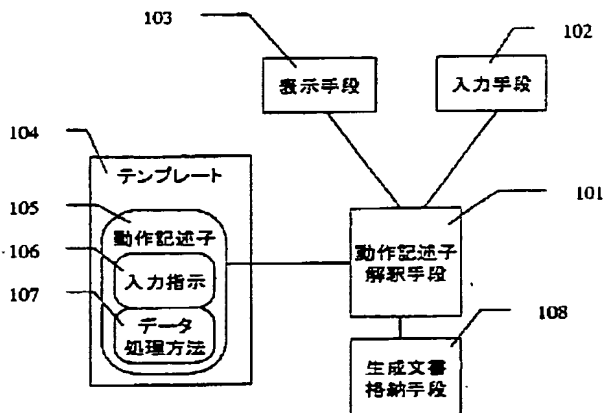 103
102
表示手段
入力手段
104
テンプレート
105
動作記述子
106
入力指示
107
データ
処理方法
101
動作記述子
解釈手段
108
生成文書
格納手段